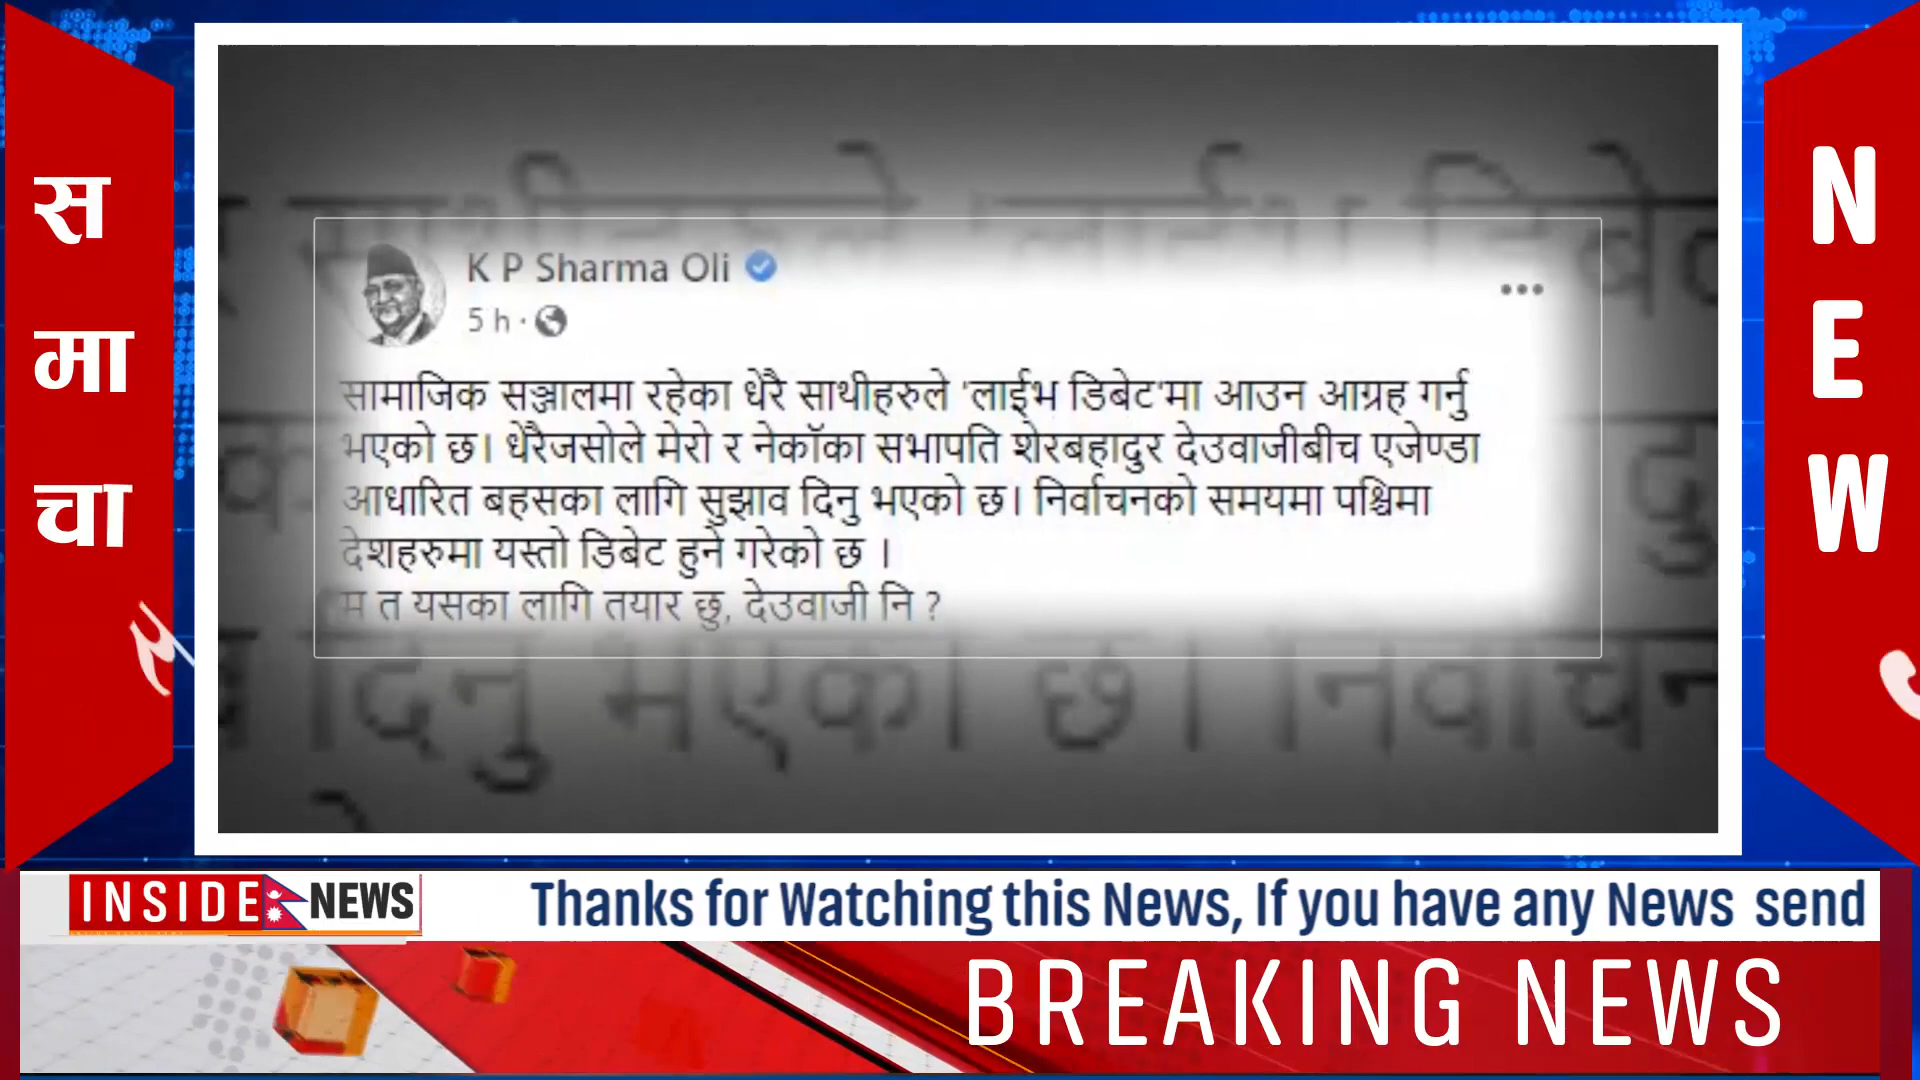 स
मा
चा
र
N
E
W
K P Sharma Oli
5 h ·
सामाजिक सञ्जालमा रहेका धेरै साथीहरुले 'लाईभ डिबेट'मा आउन आग्रह गर्नु
भएको छ। धेरैजसोले मेरो र नेकाँका सभापति शेरबहादुर देउवाजीबीच एजेण्डा
आधारित बहसका लागि सुझाव दिनु भएको छ। निर्वाचनको समयमा पश्चिमा
देशहरुमा यस्तो डिबेट हुने गरेको छ ।
म त यसका लागि तयार छु, देउवाजी नि ?
दिनु भएको छ। निर्वाचन
INSIDE NEWS
Thanks for Watching this News, If you have any News send
BREAKING NEWS